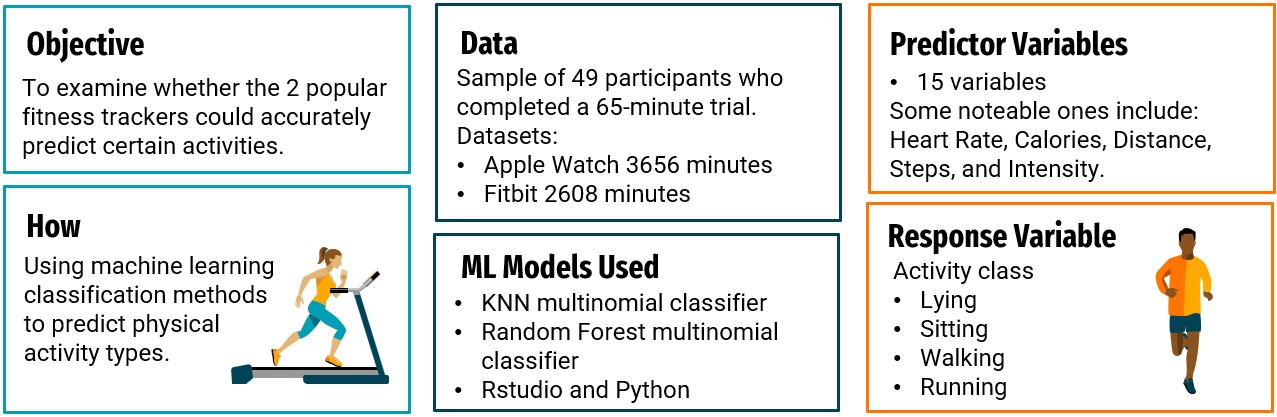 Objective
To examine whether the 2 popular
fitness trackers could accurately
predict certain activities.
How
Using machine learning
classification methods
to predict physical
activity types.
Data
Sample of 49 participants who
completed a 65-minute trial.
Datasets:
• Apple Watch 3656 minutes
• Fitbit 2608 minutes
ML Models Used
• KNN multinomial classifier
• Random Forest multinomial
classifier
• Rstudio and Python
Predictor Variables
• 15 variables
Some noteable ones include:
Heart Rate, Calories, Distance,
Steps, and Intensity.
Response Variable
Activity class
• Lying
• Sitting
• Walking
• Running